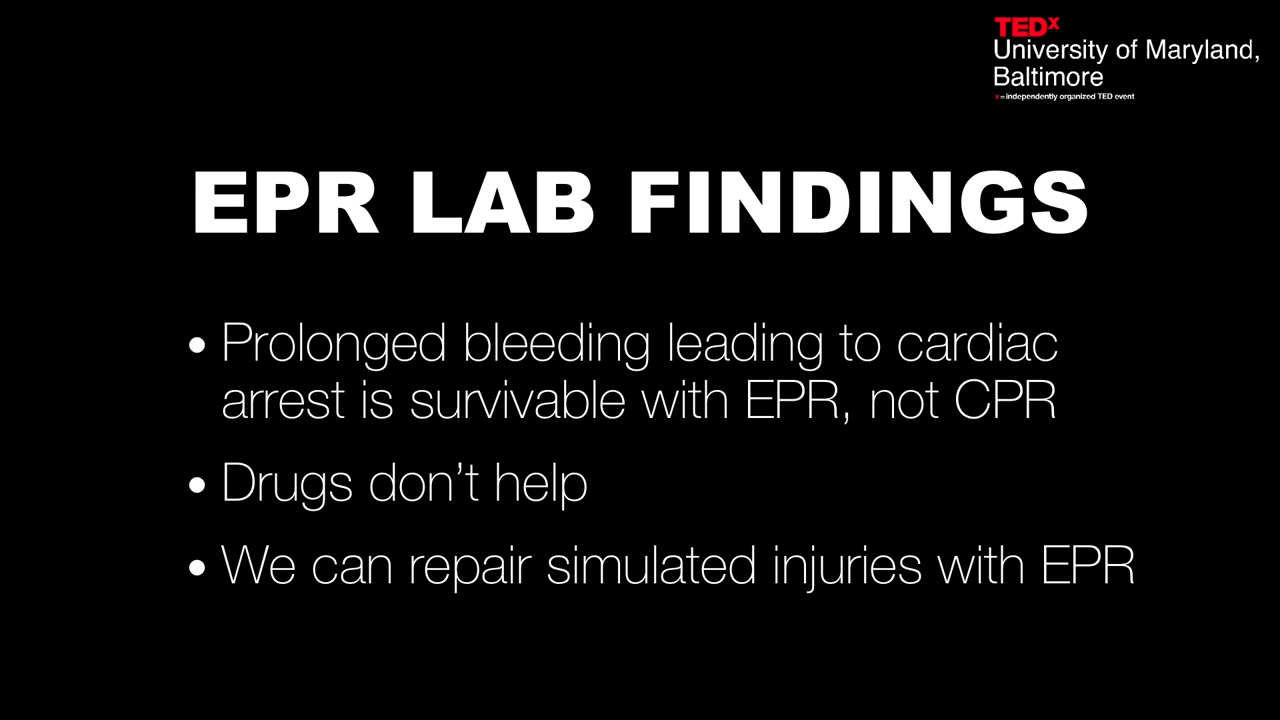 TEDx
University of Maryland,
Baltimore
x = independently organized TED event
EPR LAB FINDINGS
• Prolonged bleeding leading to cardiac
arrest is survivable with EPR, not CPR
• Drugs don’t help
• We can repair simulated injuries with EPR